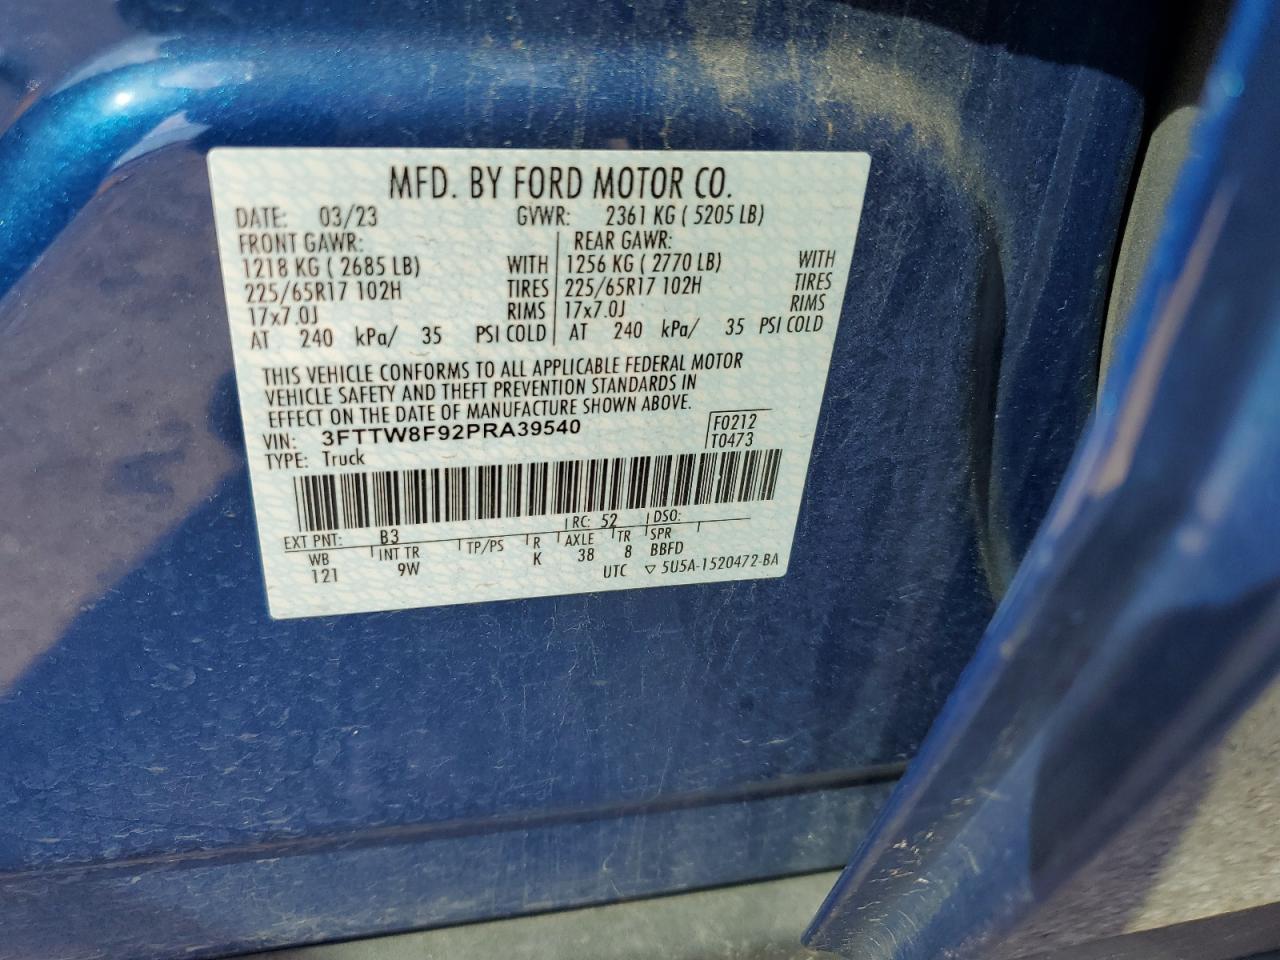 MFD. BY FORD MOTOR CO.
DATE: 03/23 GVWR: 2361 KG ( 5205 LB)
FRONT GAWR: REAR GAWR:
1218 KG ( 2685 LB) WITH 1256 KG ( 2770 LB) WITH
225/65R17 102H TIRES 225/65R17 102H TIRES
17x7.0J RIMS 17x7.0J RIMS
AT 240 kPa/ 35 PSI COLD AT 240 kPa/ 35 PSI COLD
THIS VEHICLE CONFORMS TO ALL APPLICABLE FEDERAL MOTOR
VEHICLE SAFETY AND THEFT PREVENTION STANDARDS IN
EFFECT ON THE DATE OF MANUFACTURE SHOWN ABOVE.
VIN: 3FTTW8F92PRA39540 F0212
TYPE: Truck T0473
EXT PNT: B3 RC: 52 DSO:
WB INT TR TP/PS R AXLE TR SPR
121 9W K 38 8 BBFD
UTC ▽ 5U5A-1520472-BA